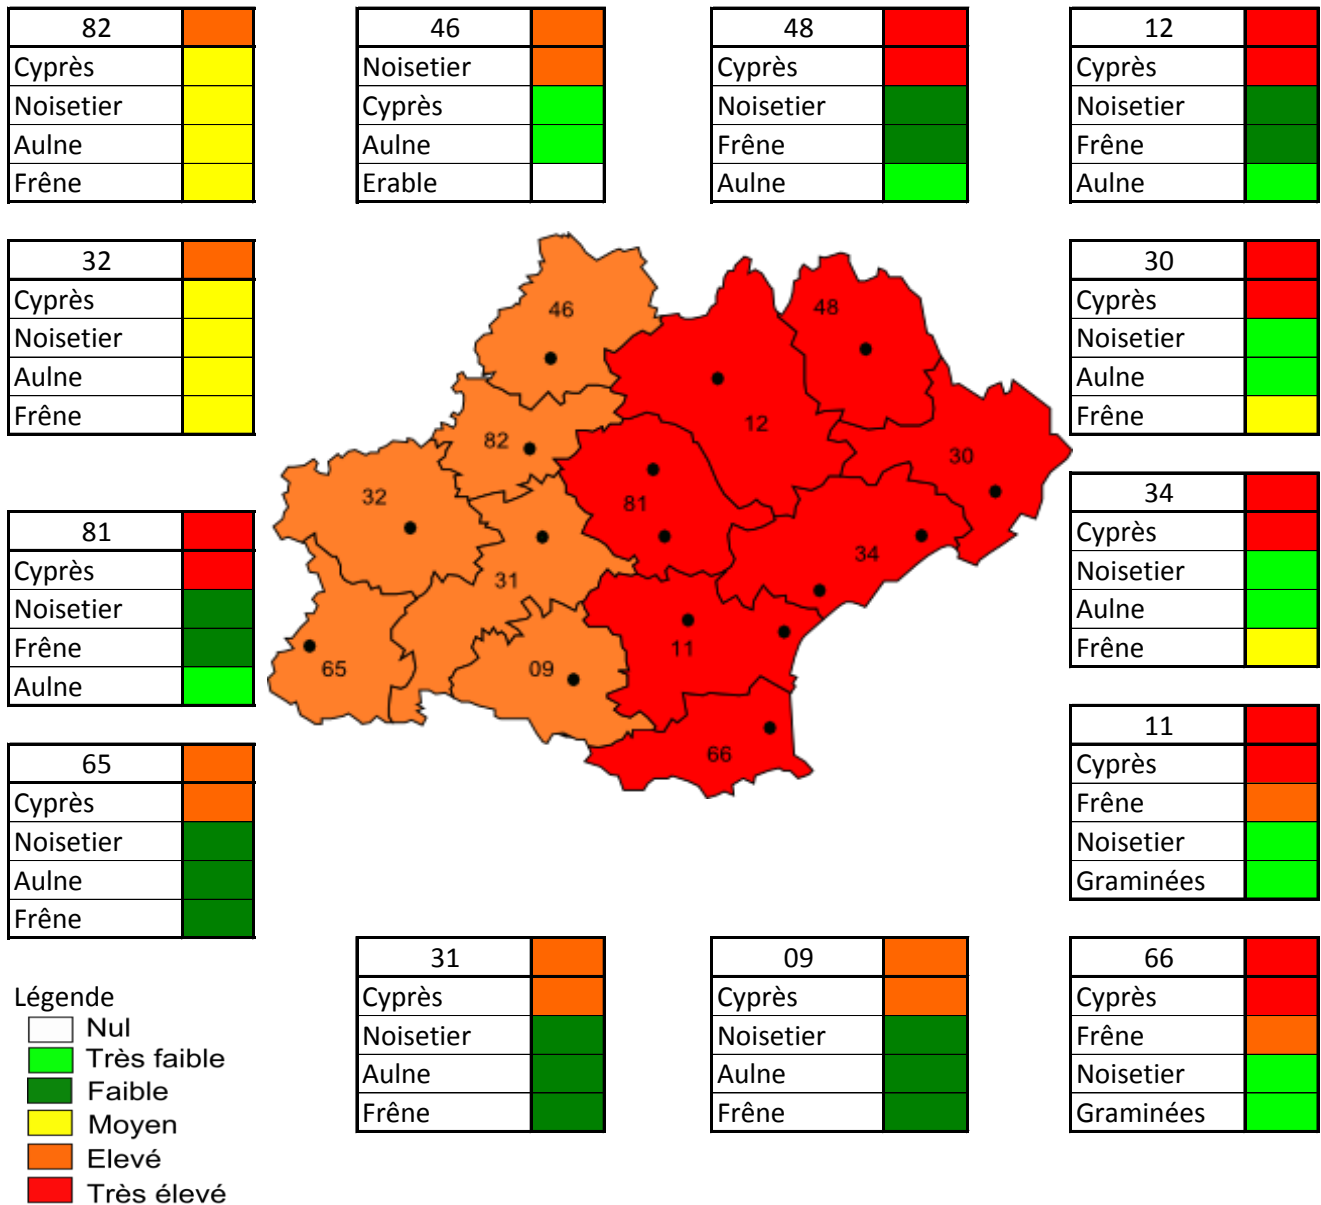 82
Cyprès
Noisetier
Aulne
Frêne
46
Noisetier
Cyprès
Aulne
Erable
48
Cyprès
Noisetier
Frêne
Aulne
12
Cyprès
Noisetier
Frêne
Aulne
32
Cyprès
Noisetier
Aulne
Frêne
30
Cyprès
Noisetier
Aulne
Frêne
46
48
12
82
30
32
81
34
31
11
65
09
66
81
Cyprès
Noisetier
Frêne
Aulne
34
Cyprès
Noisetier
Aulne
Frêne
65
Cyprès
Noisetier
Aulne
Frêne
11
Cyprès
Frêne
Noisetier
Graminées
31
Cyprès
Noisetier
Aulne
Frêne
09
Cyprès
Noisetier
Aulne
Frêne
66
Cyprès
Frêne
Noisetier
Graminées
Légende
Nul
Très faible
Faible
Moyen
Elevé
Très élevé